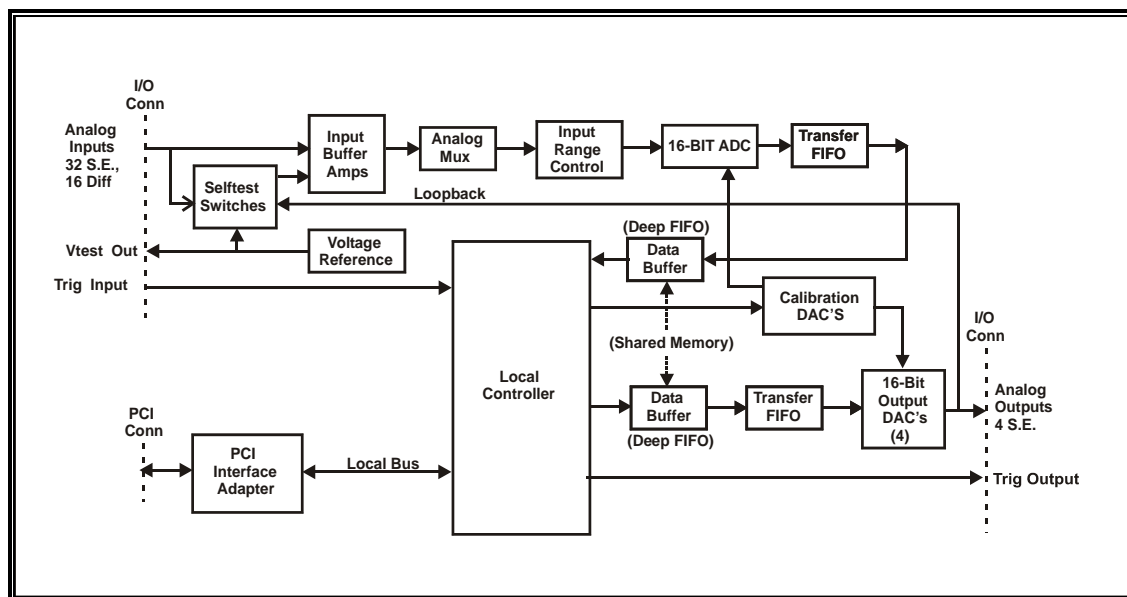 I/O
Conn
Analog
Inputs
32 S.E.,
16 Diff
Input
Buffer
Amps
Analog
Mux
Input
Range
Control
16-BIT ADC
Transfer
FIFO
Selftest
Switches
Loopback
Vtest Out
Voltage
Reference
(Deep FIFO)
Data
Buffer
Trig Input
Calibration
DAC'S
I/O
Conn
(Shared Memory)
Local
Controller
Data
Buffer
(Deep FIFO)
Transfer
FIFO
16-Bit
Output
DAC's
(4)
Analog
Outputs
4 S.E.
PCI
Conn
PCI
Interface
Adapter
Local Bus
Trig Output